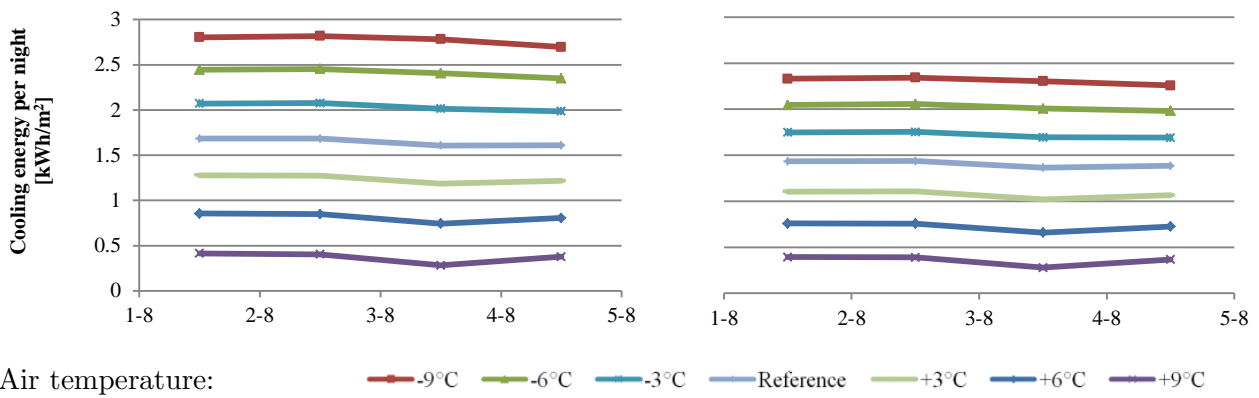 Cooling energy per night
[kWh/m²]
3
2.5
2
1.5
1
0.5
0
1-8 2-8 3-8 4-8 5-8
1-8 2-8 3-8 4-8 5-8
Air temperature:
-9°C -6°C -3°C Reference +3°C +6°C +9°C